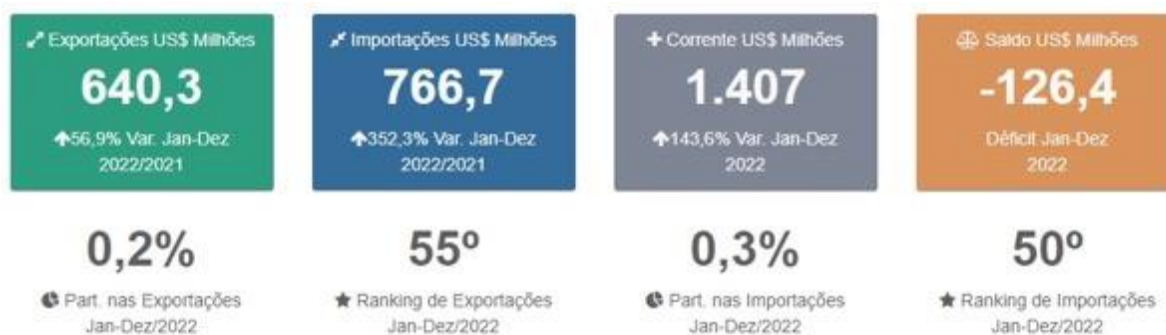 Exportações US$ Milhões
640,3
56,9% Var. Jan-Dez
2022/2021
Importações US$ Milhões
766,7
352,3% Var. Jan-Dez
2022/2021
Corrente US$ Milhões
1.407
143,6% Var. Jan-Dez
2022
Saldo US$ Milhões
-126,4
Déficit Jan-Dez
2022
0,2%
Part. nas Exportações
Jan-Dez/2022
55º
Ranking de Exportações
Jan-Dez/2022
0,3%
Part. nas Importações
Jan-Dez/2022
50º
Ranking de Importações
Jan-Dez/2022